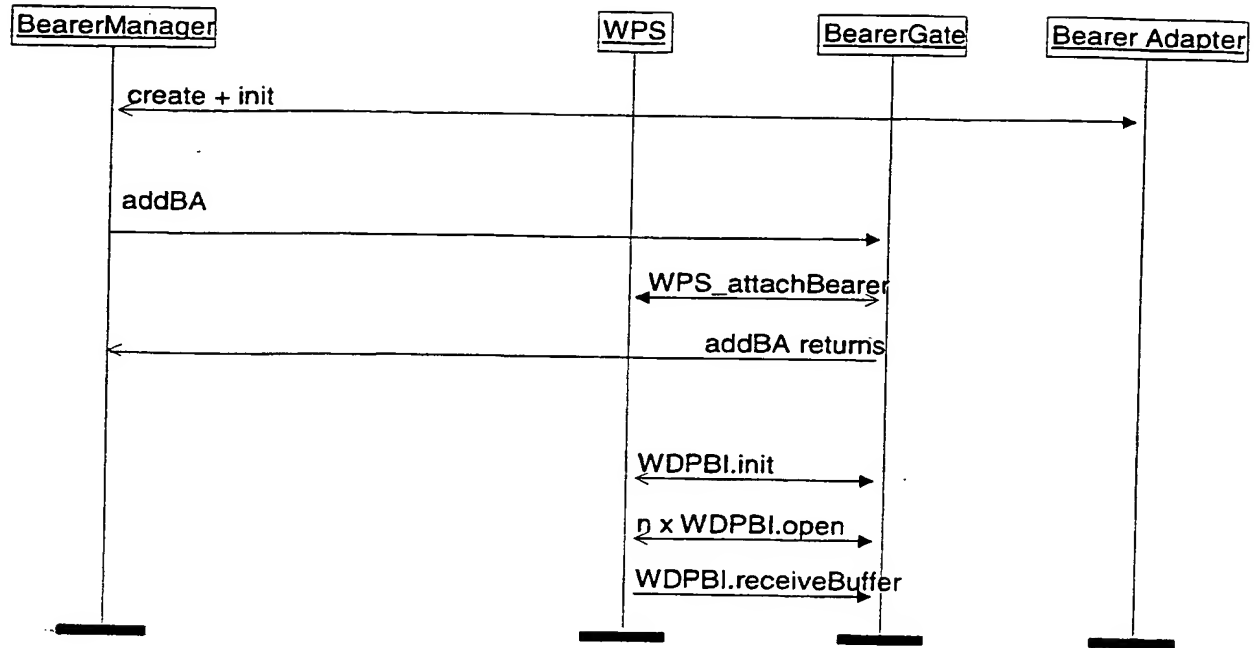 BearerManager
WPS
BearerGate
Bearer Adapter
create + init
addBA
WPS_attachBearer
addBA returns
WDPBI.init
n x WDPBI.open
WDPBI.receiveBuffer